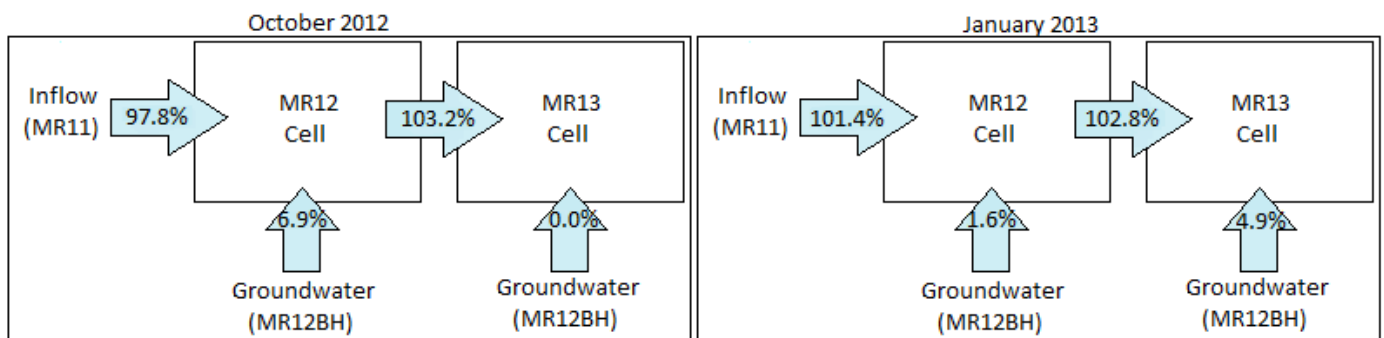 October 2012
Inflow
(MR11)
97.8%
MR12
Cell
103.2%
MR13
Cell
6.9%
0.0%
Groundwater
(MR12BH)
Groundwater
(MR12BH)
January 2013
Inflow
(MR11)
101.4%
MR12
Cell
102.8%
MR13
Cell
1.6%
4.9%
Groundwater
(MR12BH)
Groundwater
(MR12BH)